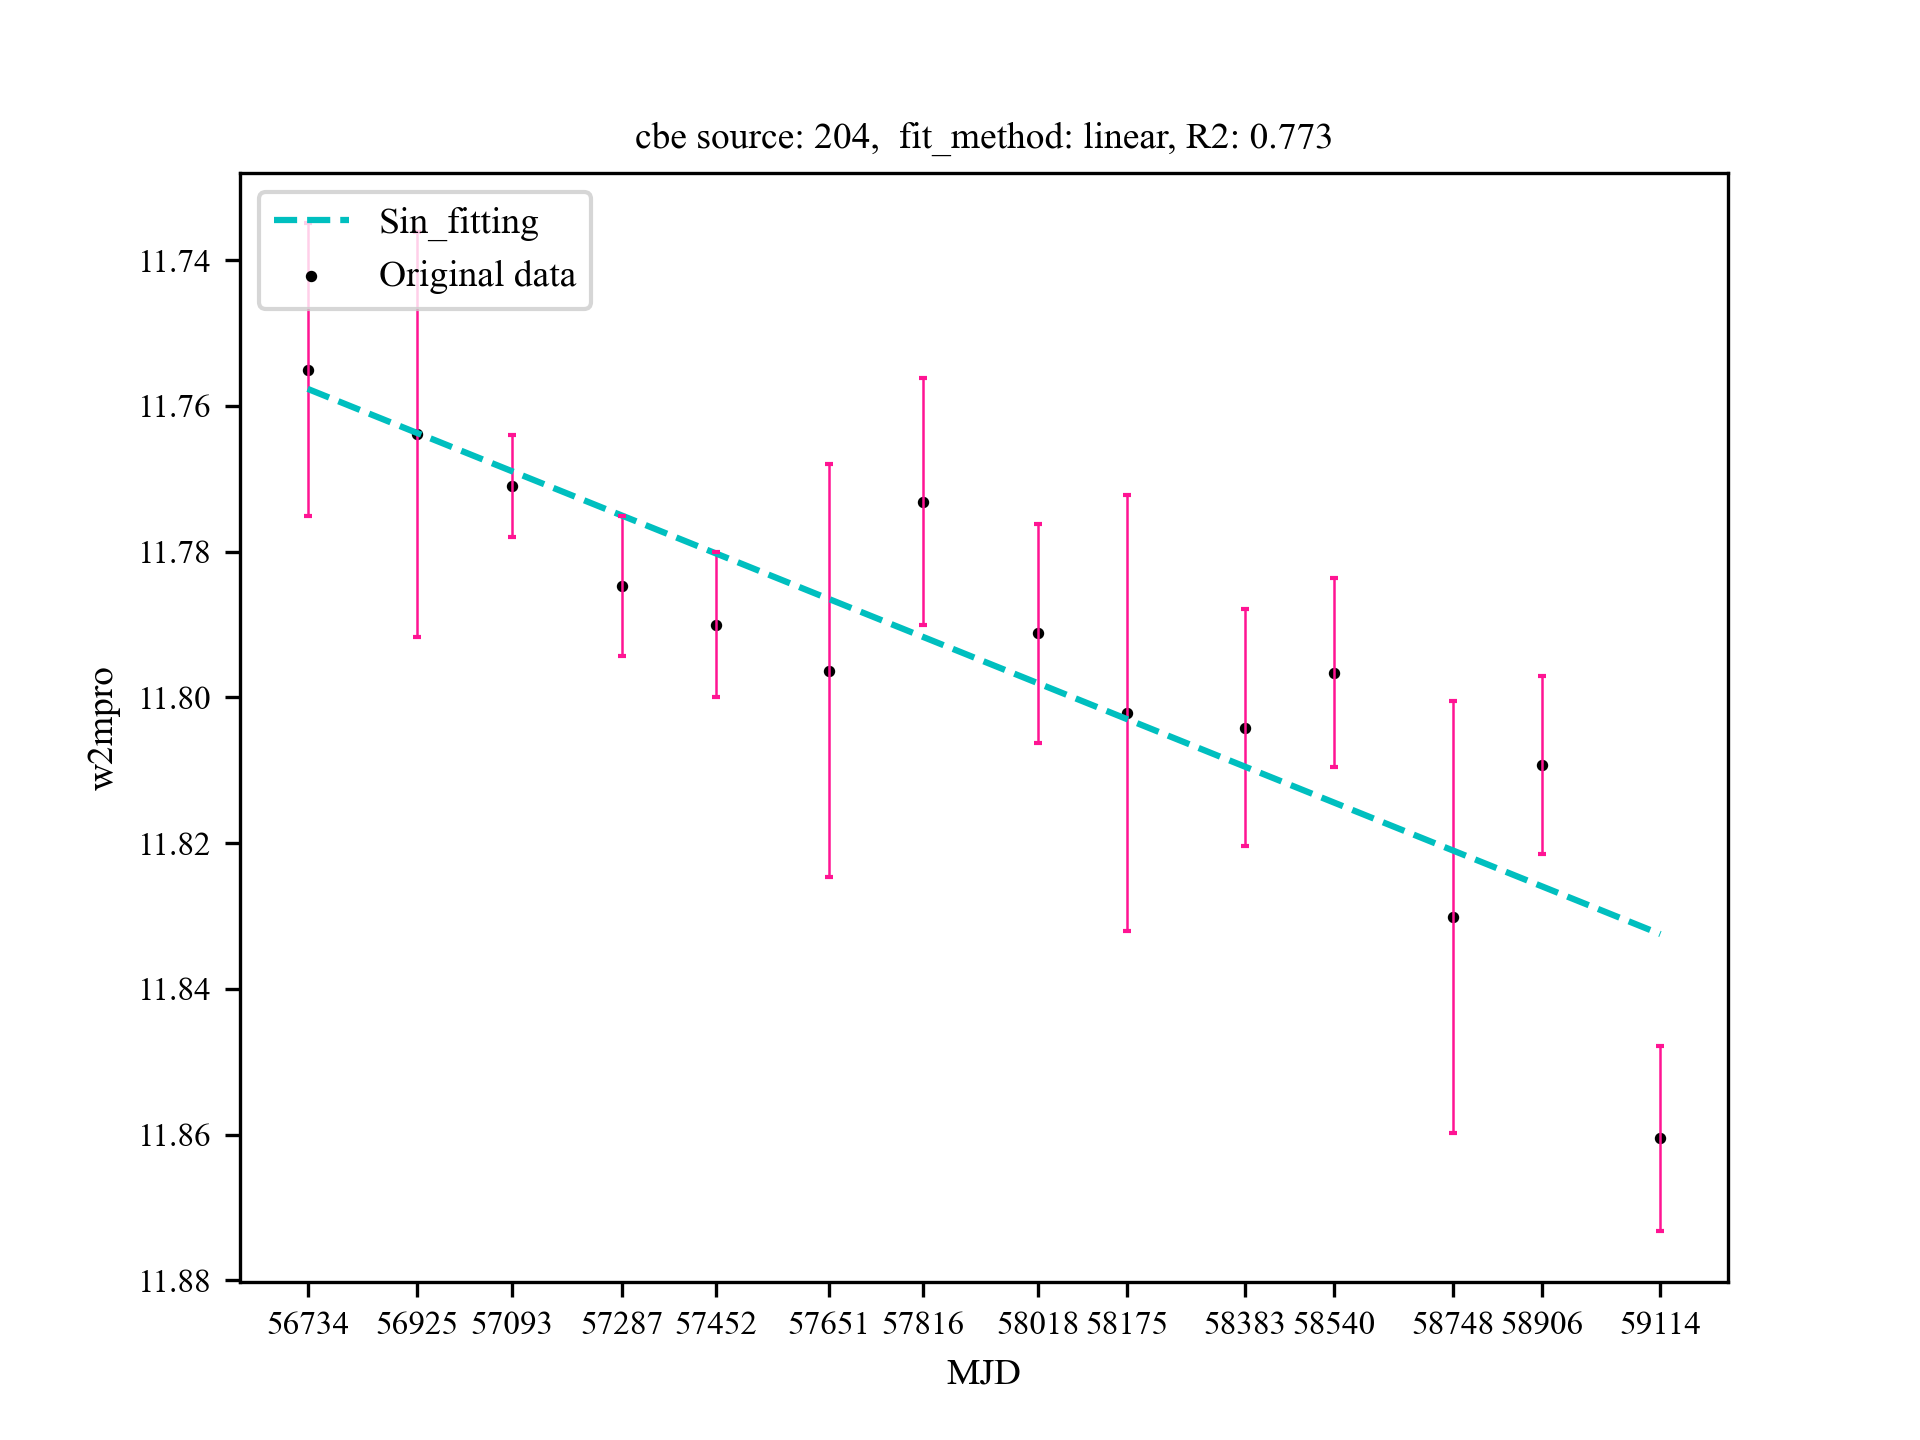 cbe source: 204,  fit_method: linear, R2: 0.773
Sin_fitting
Original data
11.74
11.76
11.78
11.80
11.82
11.84
11.86
11.88
w2mpro
56734 56925 57093 57287 57452 57651 57816 58018 58175 58383 58540 58748 58906 59114
MJD